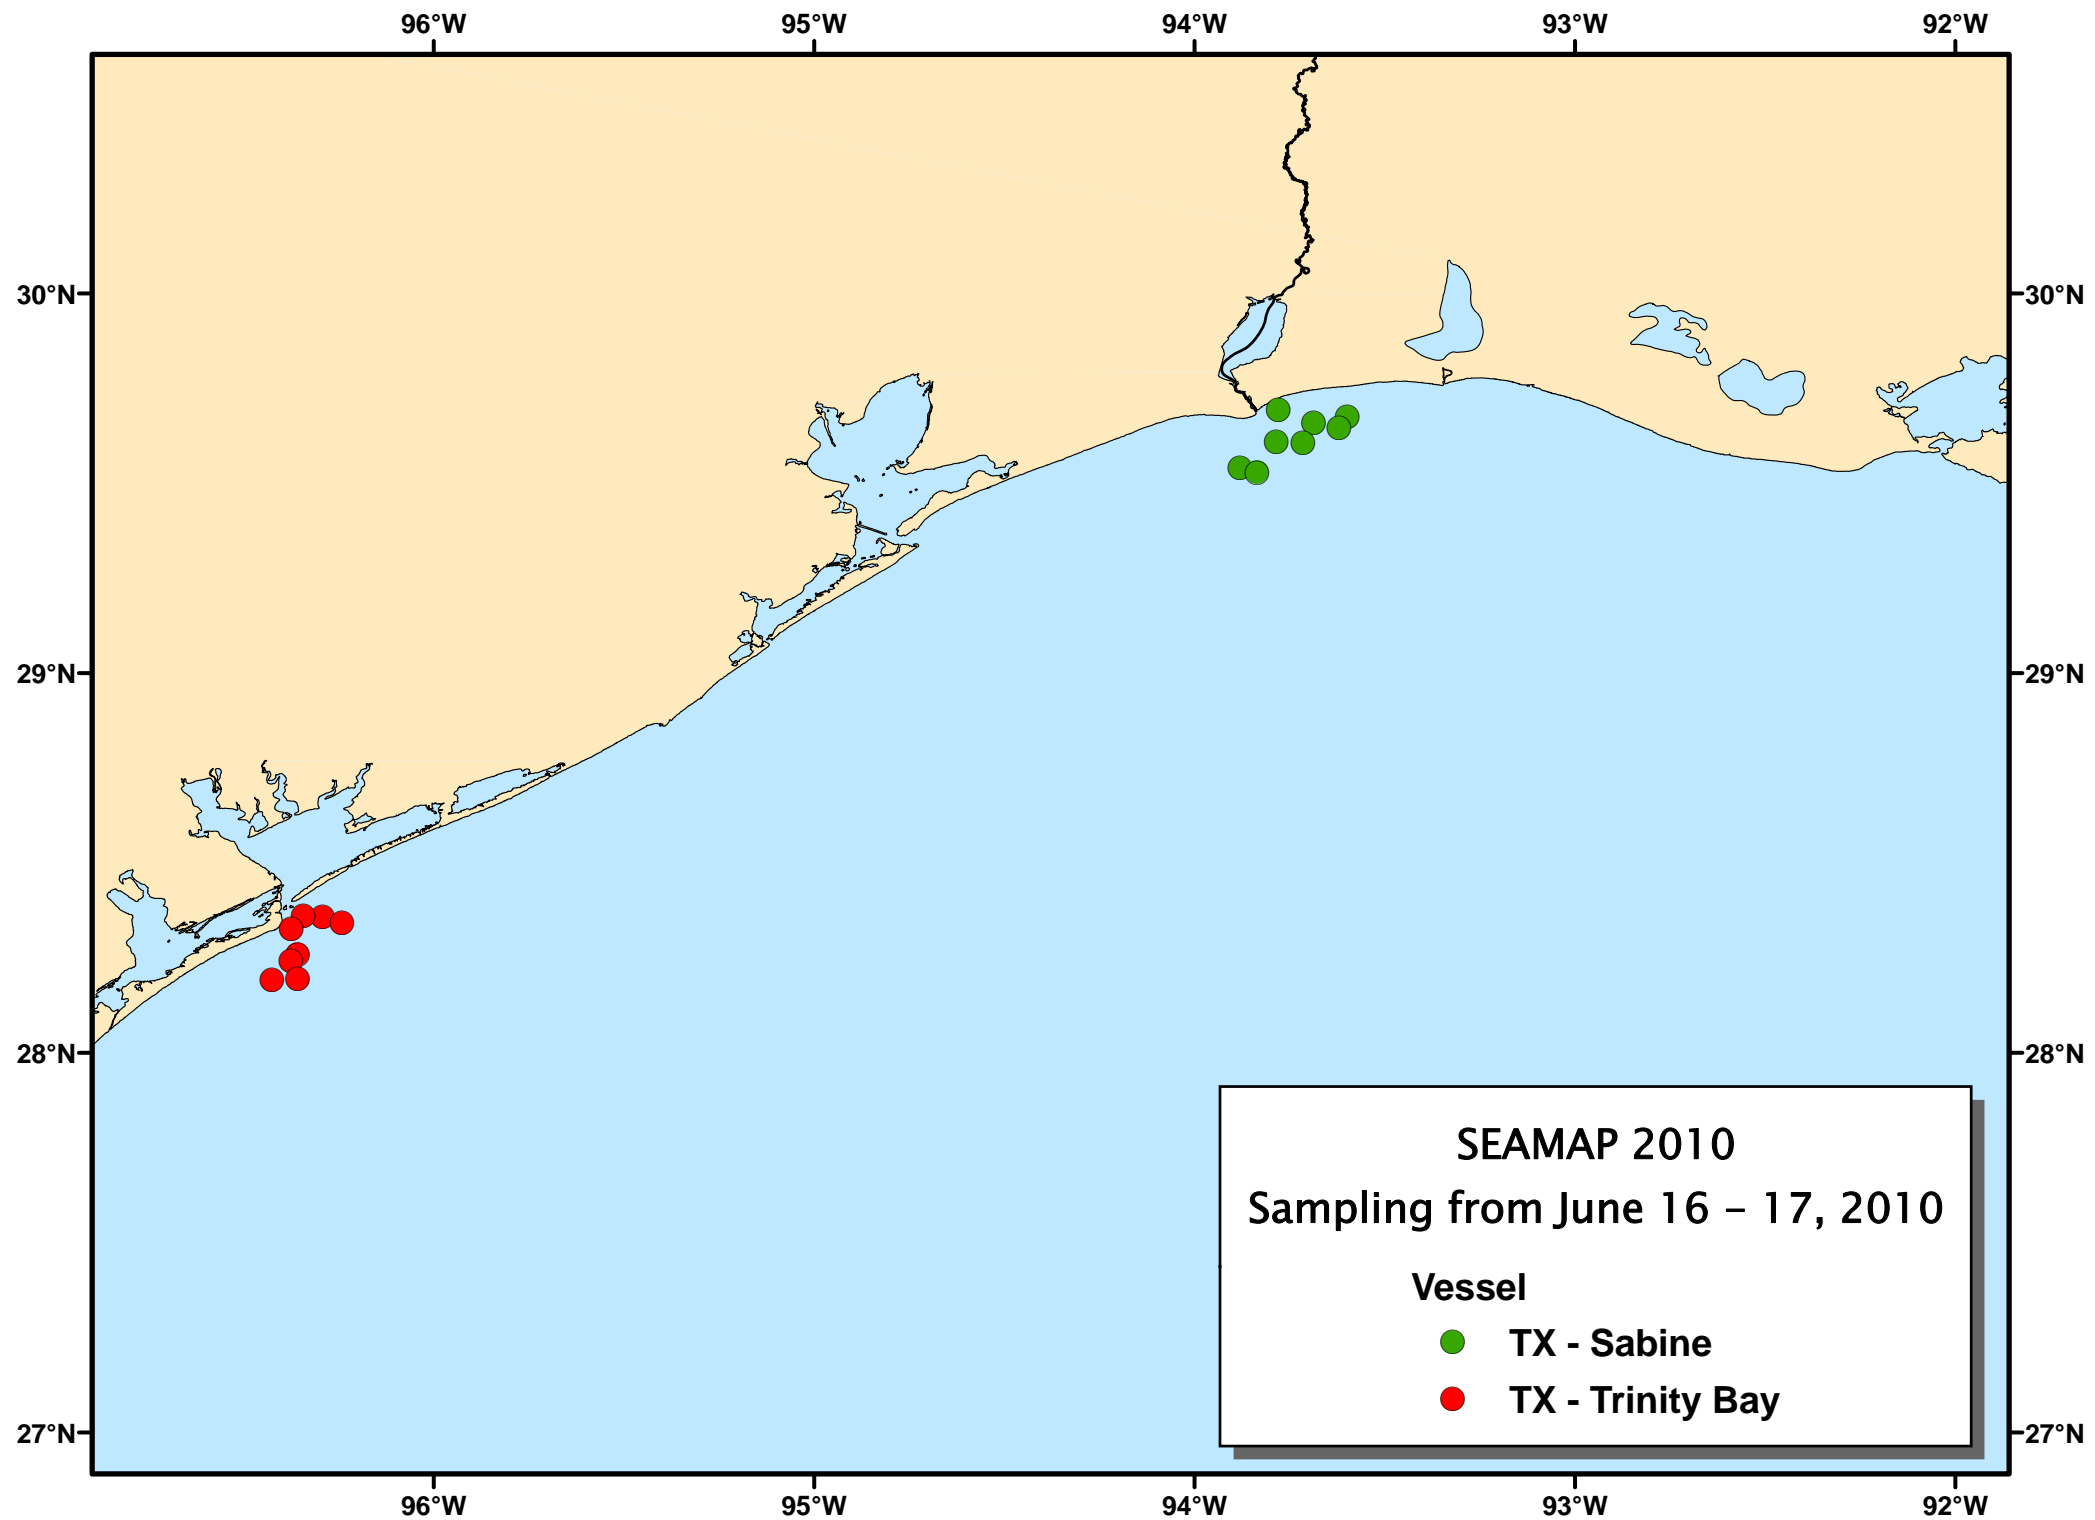 96°W 95°W 94°W 93°W 92°W
30°N 30°N
29°N 29°N
28°N 28°N
SEAMAP 2010
Sampling from June 16 – 17, 2010
Vessel
TX - Sabine
TX - Trinity Bay
27°N 27°N
96°W 95°W 94°W 93°W 92°W